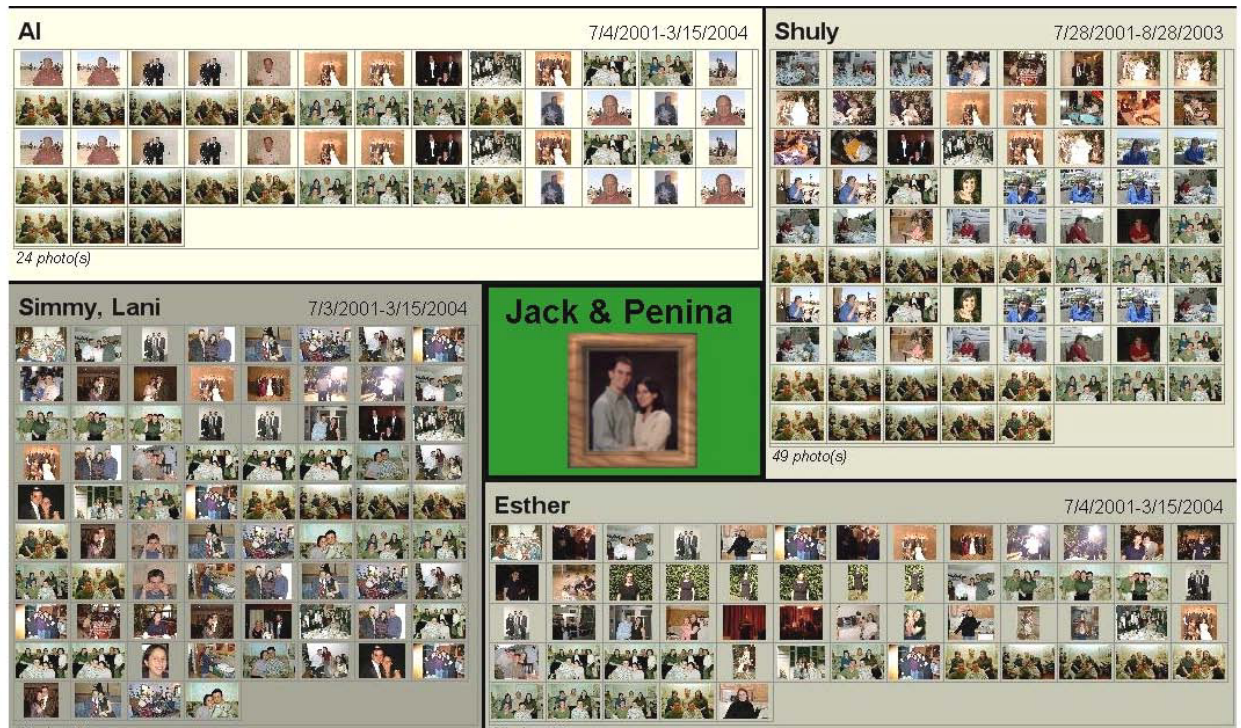 Al 7/4/2001-3/15/2004
24 photo(s)
Shuly 7/28/2001-8/28/2003
49 photo(s)
Simmy, Lani 7/3/2001-3/15/2004
Jack & Penina
Esther 7/4/2001-3/15/2004